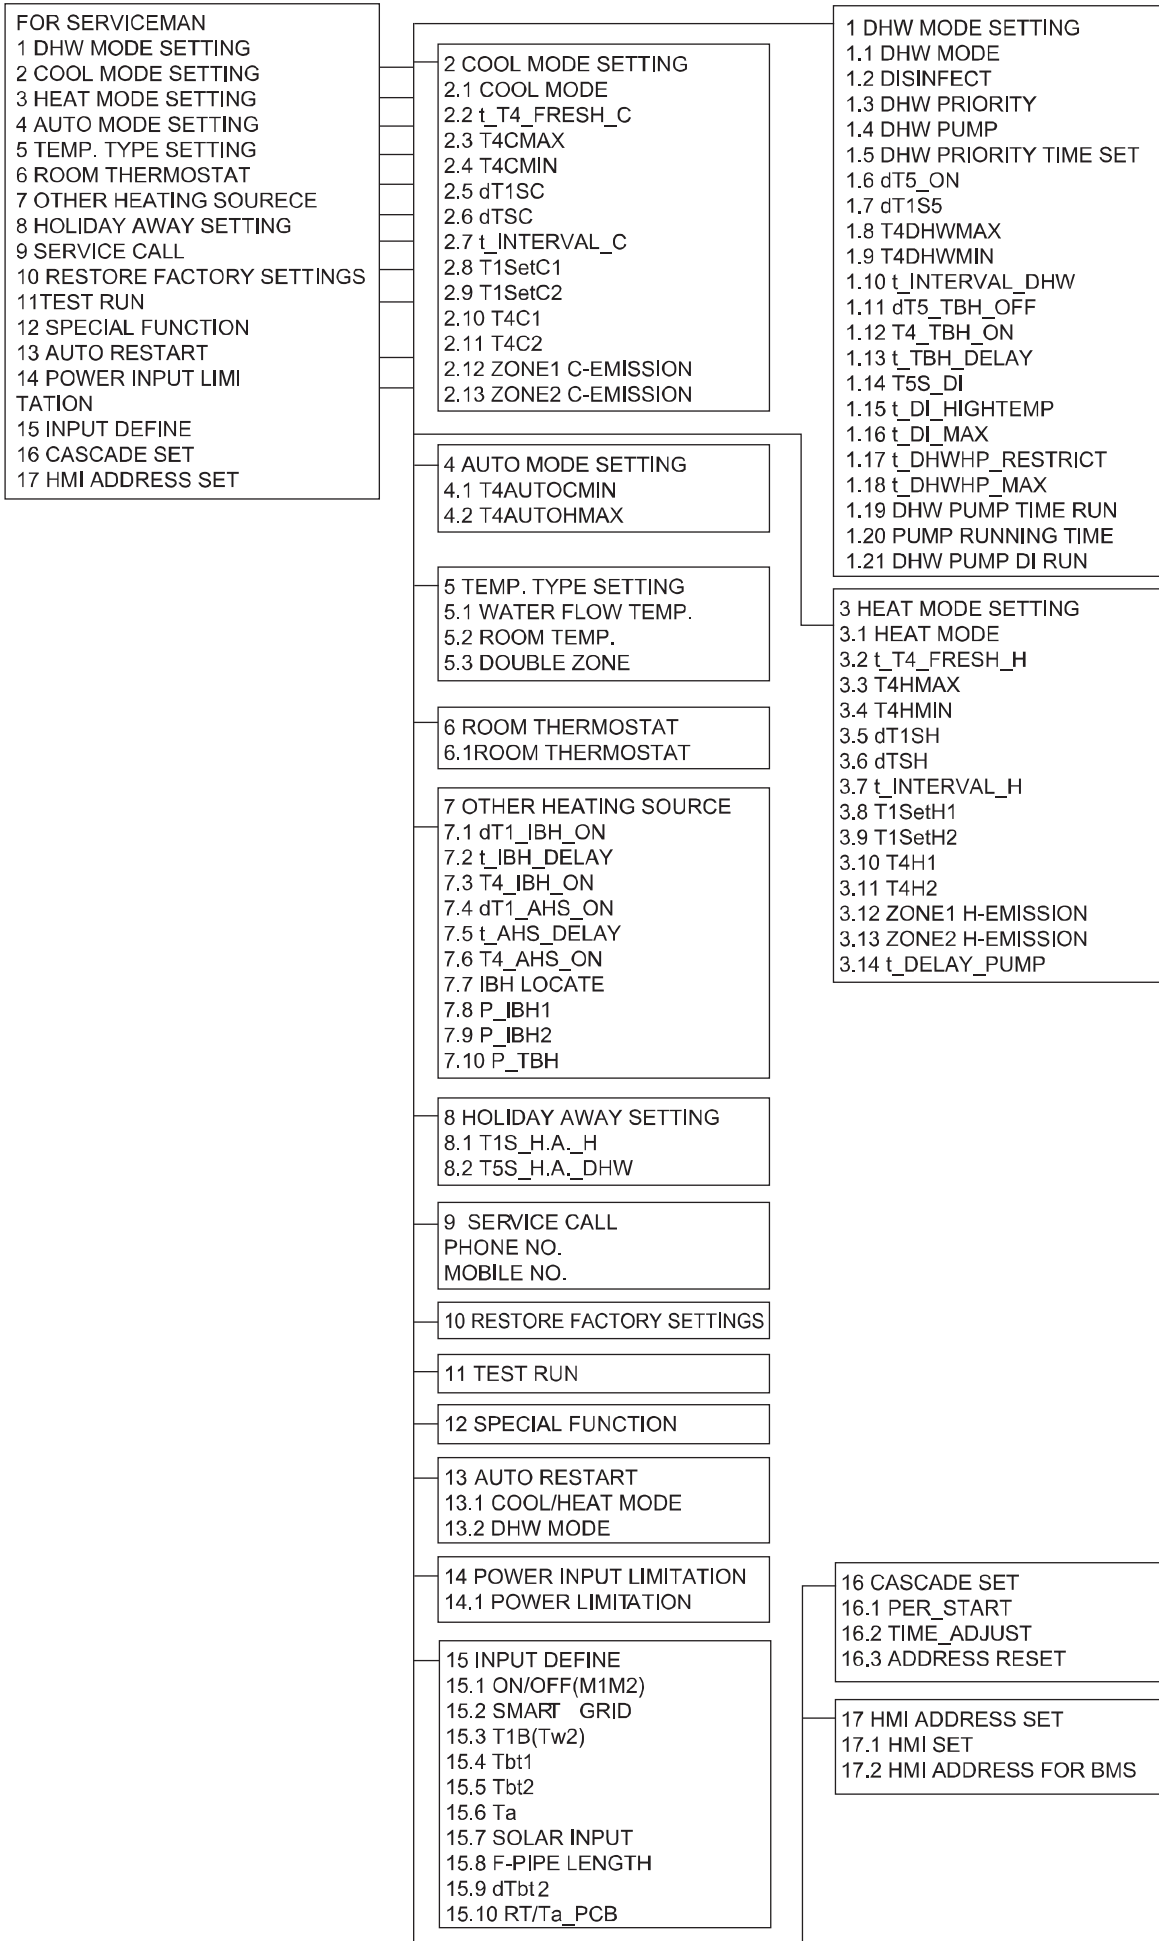 FOR SERVICEMAN
1 DHW MODE SETTING
2 COOL MODE SETTING
3 HEAT MODE SETTING
4 AUTO MODE SETTING
5 TEMP. TYPE SETTING
6 ROOM THERMOSTAT
7 OTHER HEATING SOURECE
8 HOLIDAY AWAY SETTING
9 SERVICE CALL
10 RESTORE FACTORY SETTINGS
11TEST RUN
12 SPECIAL FUNCTION
13 AUTO RESTART
14 POWER INPUT LIMI
TATION
15 INPUT DEFINE
16 CASCADE SET
17 HMI ADDRESS SET
2 COOL MODE SETTING
2.1 COOL MODE
2.2 t_T4_FRESH_C
2.3 T4CMAX
2.4 T4CMIN
2.5 dT1SC
2.6 dTSC
2.7 t_INTERVAL_C
2.8 T1SetC1
2.9 T1SetC2
2.10 T4C1
2.11 T4C2
2.12 ZONE1 C-EMISSION
2.13 ZONE2 C-EMISSION
4 AUTO MODE SETTING
4.1 T4AUTOCMIN
4.2 T4AUTOHMAX
5 TEMP. TYPE SETTING
5.1 WATER FLOW TEMP.
5.2 ROOM TEMP.
5.3 DOUBLE ZONE
6 ROOM THERMOSTAT
6.1ROOM THERMOSTAT
7 OTHER HEATING SOURCE
7.1 dT1_IBH_ON
7.2 t_IBH_DELAY
7.3 T4_IBH_ON
7.4 dT1_AHS_ON
7.5 t_AHS_DELAY
7.6 T4_AHS_ON
7.7 IBH LOCATE
7.8 P_IBH1
7.9 P_IBH2
7.10 P_TBH
8 HOLIDAY AWAY SETTING
8.1 T1S_H.A._H
8.2 T5S_H.A._DHW
9 SERVICE CALL
PHONE NO.
MOBILE NO.
10 RESTORE FACTORY SETTINGS
11 TEST RUN
12 SPECIAL FUNCTION
13 AUTO RESTART
13.1 COOL/HEAT MODE
13.2 DHW MODE
14 POWER INPUT LIMITATION
14.1 POWER LIMITATION
15 INPUT DEFINE
15.1 ON/OFF(M1M2)
15.2 SMART GRID
15.3 T1B(Tw2)
15.4 Tbt1
15.5 Tbt2
15.6 Ta
15.7 SOLAR INPUT
15.8 F-PIPE LENGTH
15.9 dTbt2
15.10 RT/Ta_PCB
1 DHW MODE SETTING
1.1 DHW MODE
1.2 DISINFECT
1.3 DHW PRIORITY
1.4 DHW PUMP
1.5 DHW PRIORITY TIME SET
1.6 dT5_ON
1.7 dT1S5
1.8 T4DHWMAX
1.9 T4DHWMIN
1.10 t_INTERVAL_DHW
1.11 dT5_TBH_OFF
1.12 T4_TBH_ON
1.13 t_TBH_DELAY
1.14 T5S_DI
1.15 t_DI_HIGHTEMP
1.16 t_DI_MAX
1.17 t_DHWHP_RESTRICT
1.18 t_DHWHP_MAX
1.19 DHW PUMP TIME RUN
1.20 PUMP RUNNING TIME
1.21 DHW PUMP DI RUN
3 HEAT MODE SETTING
3.1 HEAT MODE
3.2 t_T4_FRESH_H
3.3 T4HMAX
3.4 T4HMIN
3.5 dT1SH
3.6 dTSH
3.7 t_INTERVAL_H
3.8 T1SetH1
3.9 T1SetH2
3.10 T4H1
3.11 T4H2
3.12 ZONE1 H-EMISSION
3.13 ZONE2 H-EMISSION
3.14 t_DELAY_PUMP
16 CASCADE SET
16.1 PER_START
16.2 TIME_ADJUST
16.3 ADDRESS RESET
17 HMI ADDRESS SET
17.1 HMI SET
17.2 HMI ADDRESS FOR BMS